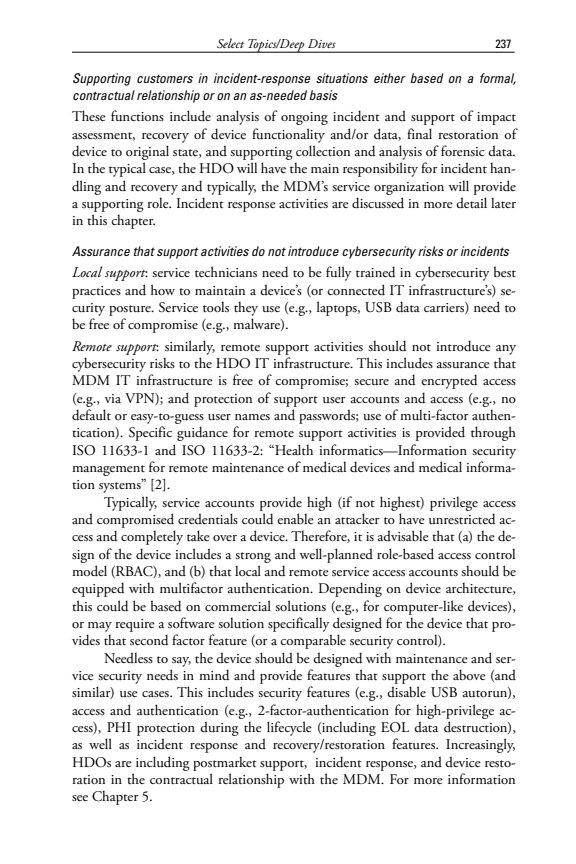 Select Topics/Deep Dives 237
Supporting customers in incident-response situations either based on a formal,
contractual relationship or on an as-needed basis
These functions include analysis of ongoing incident and support of impact
assessment, recovery of device functionality and/or data, final restoration of
device to original state, and supporting collection and analysis of forensic data.
In the typical case, the HDO will have the main responsibility for incident han-
dling and recovery and typically, the MDM’s service organization will provide
a supporting role. Incident response activities are discussed in more detail later
in this chapter.
Assurance that support activities do not introduce cybersecurity risks or incidents
Local support: service technicians need to be fully trained in cybersecurity best
practices and how to maintain a device’s (or connected IT infrastructure’s) se-
curity posture. Service tools they use (e.g., laptops, USB data carriers) need to
be free of compromise (e.g., malware).
Remote support: similarly, remote support activities should not introduce any
cybersecurity risks to the HDO IT infrastructure. This includes assurance that
MDM IT infrastructure is free of compromise; secure and encrypted access
(e.g., via VPN); and protection of support user accounts and access (e.g., no
default or easy-to-guess user names and passwords; use of multi-factor authen-
tication). Specific guidance for remote support activities is provided through
ISO 11633-1 and ISO 11633-2: “Health informatics—Information security
management for remote maintenance of medical devices and medical informa-
tion systems” [2].
Typically, service accounts provide high (if not highest) privilege access
and compromised credentials could enable an attacker to have unrestricted ac-
cess and completely take over a device. Therefore, it is advisable that (a) the de-
sign of the device includes a strong and well-planned role-based access control
model (RBAC), and (b) that local and remote service access accounts should be
equipped with multifactor authentication. Depending on device architecture,
this could be based on commercial solutions (e.g., for computer-like devices),
or may require a software solution specifically designed for the device that pro-
vides that second factor feature (or a comparable security control).
Needless to say, the device should be designed with maintenance and ser-
vice security needs in mind and provide features that support the above (and
similar) use cases. This includes security features (e.g., disable USB autorun),
access and authentication (e.g., 2-factor-authentication for high-privilege ac-
cess), PHI protection during the lifecycle (including EOL data destruction),
as well as incident response and recovery/restoration features. Increasingly,
HDOs are including postmarket support, incident response, and device resto-
ration in the contractual relationship with the MDM. For more information
see Chapter 5.